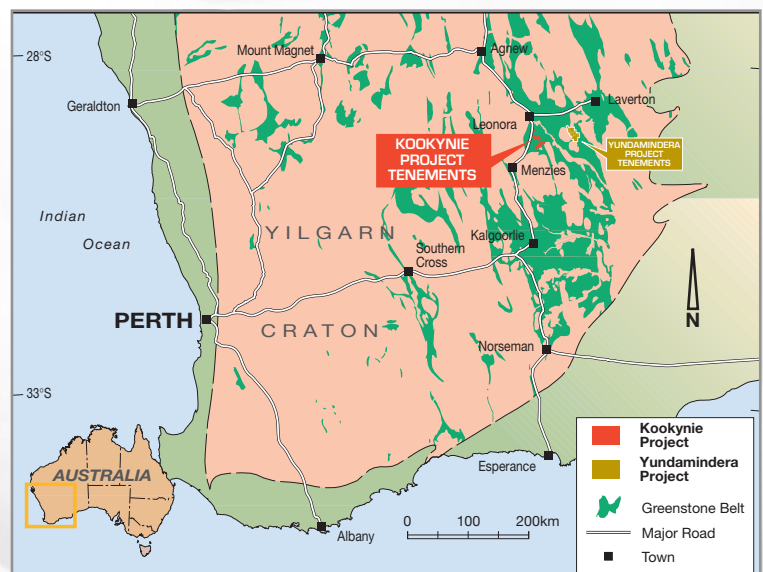 28°S
Mount Magnet
Agnew
Geraldton
Laverton
Leonora
KOOKYNIE
PROJECT
TENEMENTS
YUNDAMINDERA
PROJECT
TENEMENTS
Menzies
Indian
Ocean
YILGARN
Kalgoorlie
Southern
Cross
PERTH
CRATON
N
Norseman
33°S
Kookynie
Project
Yundamindera
Project
AUSTRALIA
Esperance
Greenstone Belt
Major Road
Town
0 100 200km
Albany